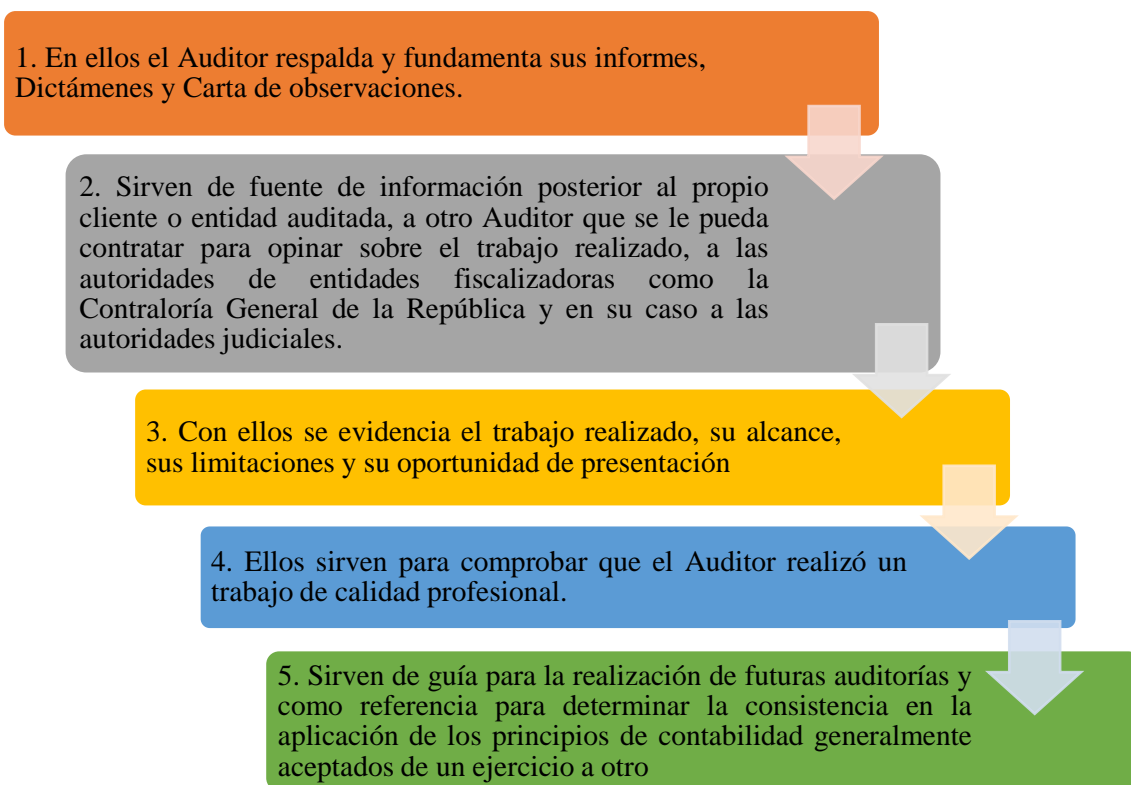 1. En ellos el Auditor respalda y fundamenta sus informes,
Dictámenes y Carta de observaciones.
2. Sirven de fuente de información posterior al propio
cliente o entidad auditada, a otro Auditor que se le pueda
contratar para opinar sobre el trabajo realizado, a las
autoridades de entidades fiscalizadoras como la
Contraloría General de la República y en su caso a las
autoridades judiciales.
3. Con ellos se evidencia el trabajo realizado, su alcance,
sus limitaciones y su oportunidad de presentación
4. Ellos sirven para comprobar que el Auditor realizó un
trabajo de calidad profesional.
5. Sirven de guía para la realización de futuras auditorías y
como referencia para determinar la consistencia en la
aplicación de los principios de contabilidad generalmente
aceptados de un ejercicio a otro